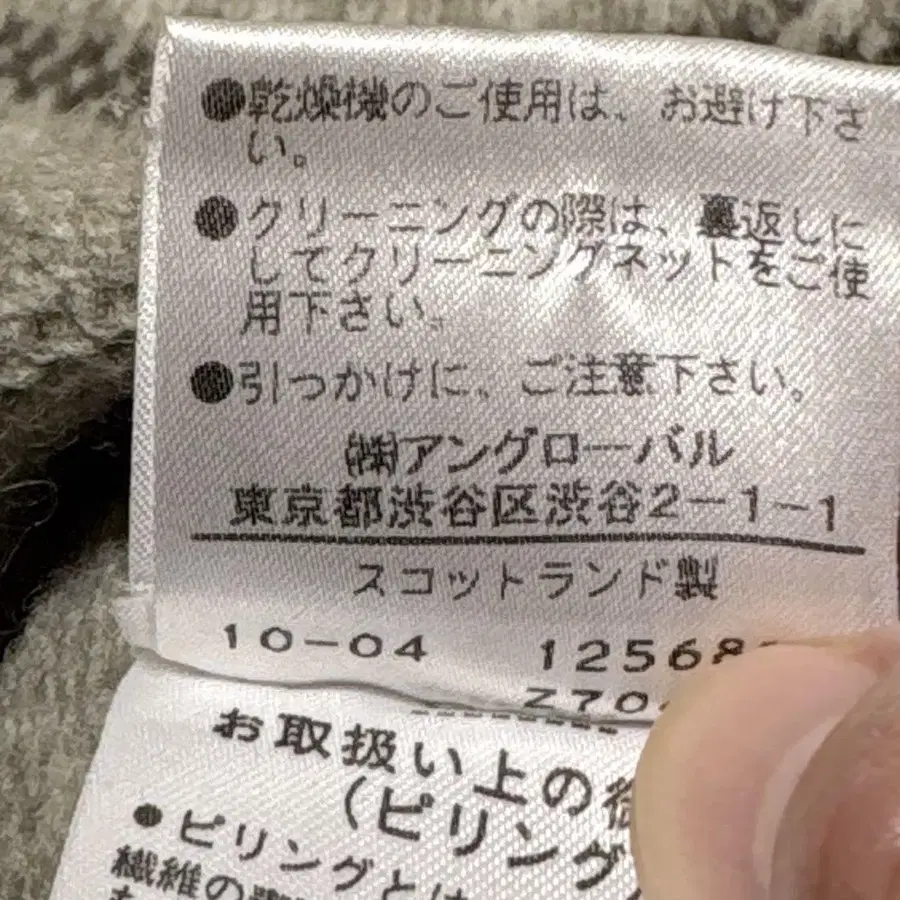 ●乾燥機のご使用は、お避け下さ
い。
●クリーニングの際は、裏返しに
してクリーニングネットをご使
用下さい。
●引っかけに、ご注意下さい。
㈱アングローバル
東京都渋谷区渋谷2-1-1
スコットランド製
10-04 12568
Z70
お取扱い上の
(ピリング
●ピリングとは
繊維の